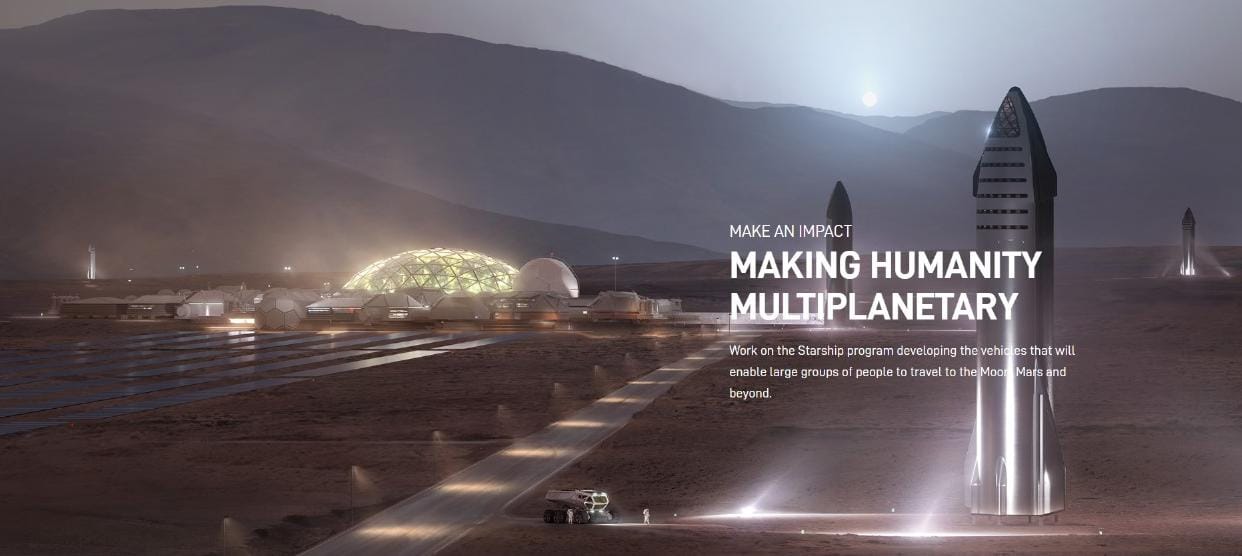 MAKE AN IMPACT
MAKING HUMANITY
MULTIPLANETARY
Work on the Starship program developing the vehicles that will
enable large groups of people to travel to the Moon, Mars and
beyond.